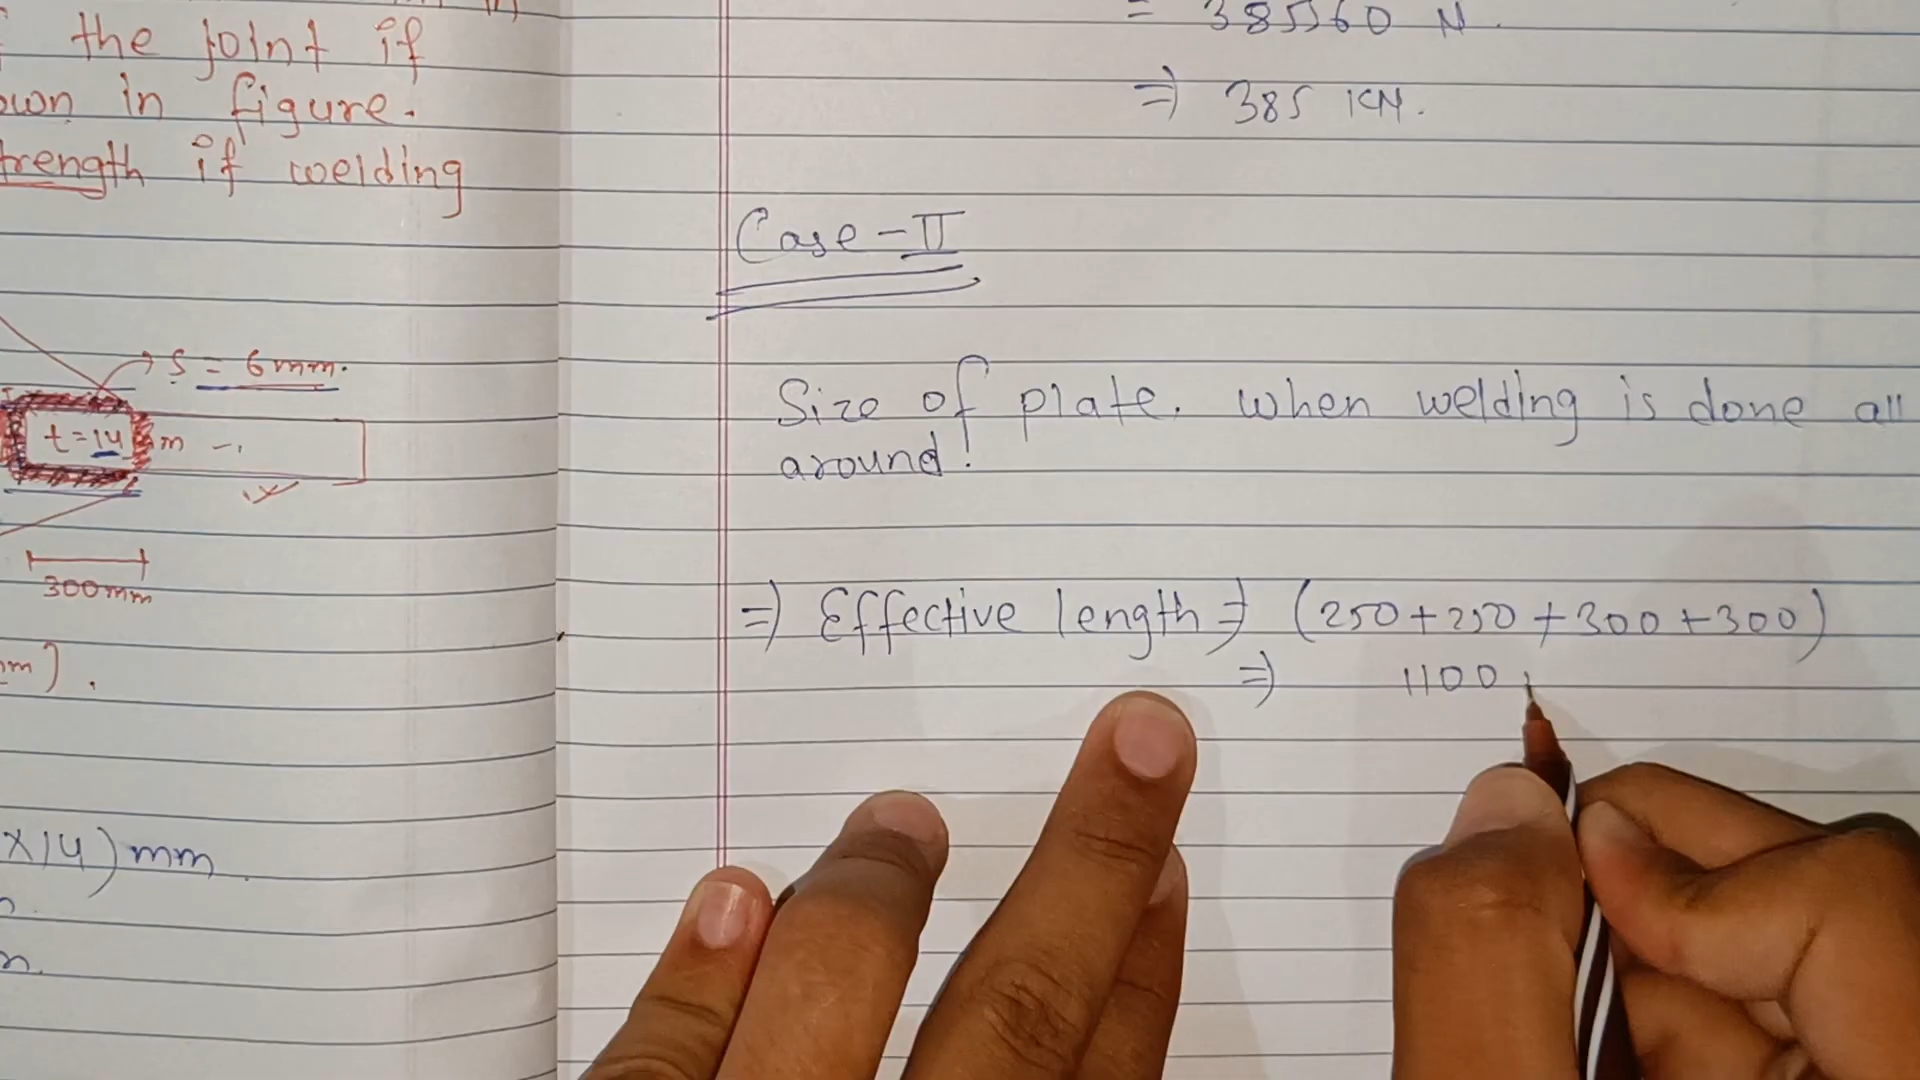 the joint if
own in figure.
trength if welding
S = 6mm.
t=14 m
300mm
m).
x14)mm.
= 385560 N.
⇒ 385 KN.
Case-II
Size of plate. When welding is done all
around!
⇒ Effective length ⇒ (250+250+300+300)
⇒ 1100